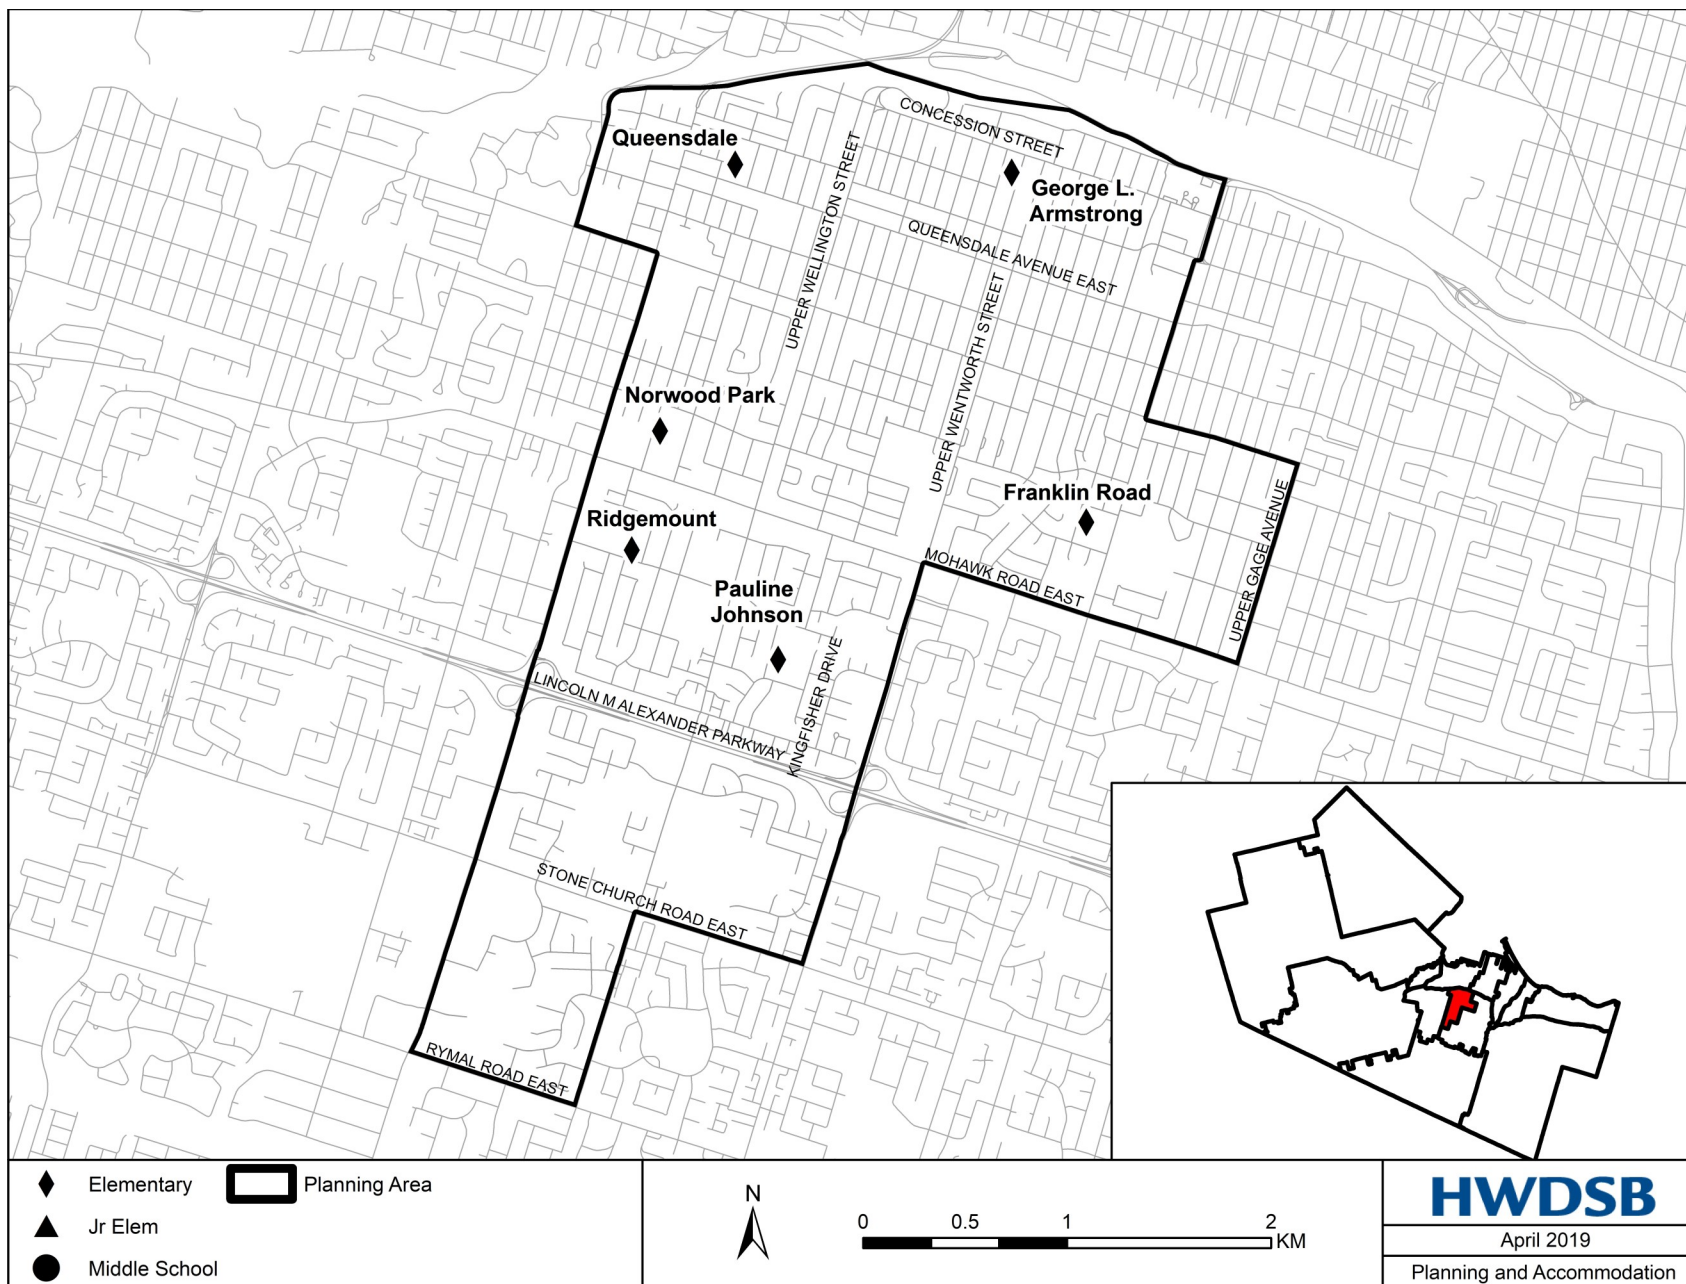 CONCESSION STREET
Queensdale
George L.
Armstrong
UPPER WELLINGTON STREET
QUEENSDALE AVENUE EAST
UPPER WENTWORTH STREET
Norwood Park
Franklin Road
Ridgemount
UPPER GAGE AVENUE
MOHAWK ROAD EAST
Pauline
Johnson
KINGFISHER DRIVE
LINCOLN M ALEXANDER PARKWAY
STONE CHURCH ROAD EAST
RYMAL ROAD EAST
Elementary
Planning Area
Jr Elem
Middle School
N
0 0.5 1 2
KM
HWDSB
April 2019
Planning and Accommodation